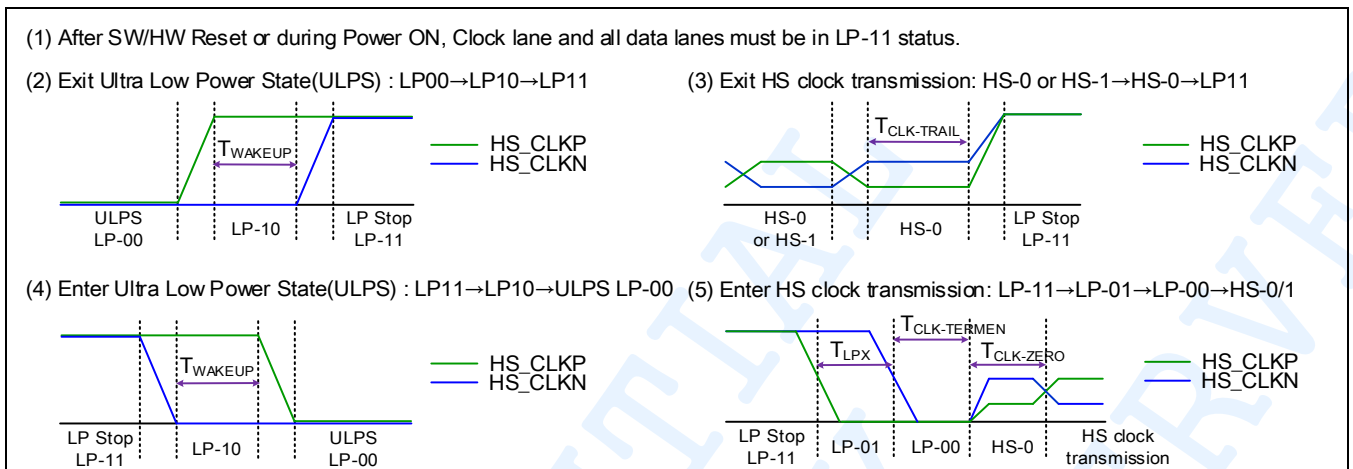 (1) After SW/HW Reset or during Power ON, Clock lane and all data lanes must be in LP-11 status.
(2) Exit Ultra Low Power State(ULPS) : LP00→LP10→LP11
TWAKEUP
HS_CLKP
HS_CLKN
ULPS
LP-00
LP-10
LP Stop
LP-11
(3) Exit HS clock transmission: HS-0 or HS-1→HS-0→LP11
TCLK-TRAIL
HS_CLKP
HS_CLKN
HS-0
or HS-1
HS-0
LP Stop
LP-11
(4) Enter Ultra Low Power State(ULPS) : LP11→LP10→ULPS LP-00
TWAKEUP
HS_CLKP
HS_CLKN
LP Stop
LP-11
LP-10
ULPS
LP-00
(5) Enter HS clock transmission: LP-11→LP-01→LP-00→HS-0/1
TLPX
TCLK-TERMEN
TCLK-ZERO
HS_CLKP
HS_CLKN
LP Stop
LP-11
LP-01
LP-00
HS-0
HS clock
transmission